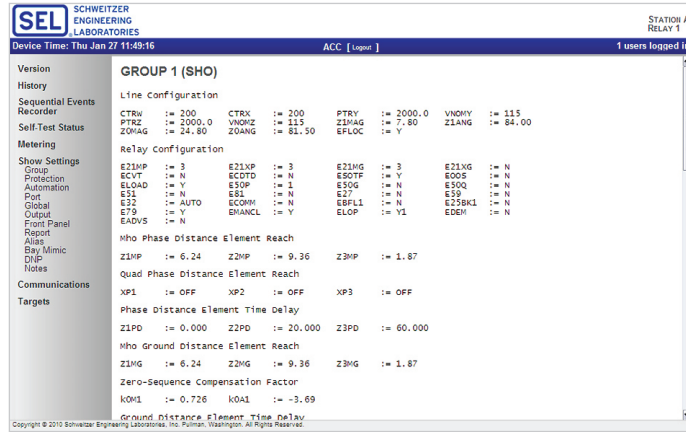 SEL SCHWEITZER
ENGINEERING
LABORATORIES
STATION A
RELAY 1
Device Time: Thu Jan 27 11:49:16 ACC [ Logout ] 1 users logged in
Version
History
Sequential Events
Recorder
Self-Test Status
Metering
Show Settings
Group
Protection
Automation
Port
Global
Output
Front Panel
Report
Alias
Bay Mimic
DNP
Notes
Communications
Targets
GROUP 1 (SHO)
Line Configuration
CTRW := 200 CTRX := 200 PTRY := 2000.0 VNOMY := 115
PTRZ := 2000.0 VNOMZ := 115 Z1MAG := 7.80 Z1ANG := 84.00
Z0MAG := 24.80 Z0ANG := 81.50 EFLOC := Y
Relay Configuration
E21MP := 3 E21XP := 3 E21MG := 3 E21XG := N
ECVT := N ECDTD := N ESOTF := Y EOOS := N
ELOAD := Y E50P := 1 E50G := N E50Q := N
E51 := N E81 := N E27 := N E59 := N
E32 := AUTO ECOMM := N EBFL1 := N E25BK1 := N
E79 := Y EMANCL := Y ELOP := Y1 EDEM := N
EADVS := N
Mho Phase Distance Element Reach
Z1MP := 6.24 Z2MP := 9.36 Z3MP := 1.87
Quad Phase Distance Element Reach
XP1 := OFF XP2 := OFF XP3 := OFF
Phase Distance Element Time Delay
Z1PD := 0.000 Z2PD := 20.000 Z3PD := 60.000
Mho Ground Distance Element Reach
Z1MG := 6.24 Z2MG := 9.36 Z3MG := 1.87
Zero-Sequence Compensation Factor
k0M1 := 0.726 k0A1 := -3.69
Ground Distance Element Time Delay
Copyright © 2010 Schweitzer Engineering Laboratories, Inc. Pullman, Washington. All Rights Reserved.